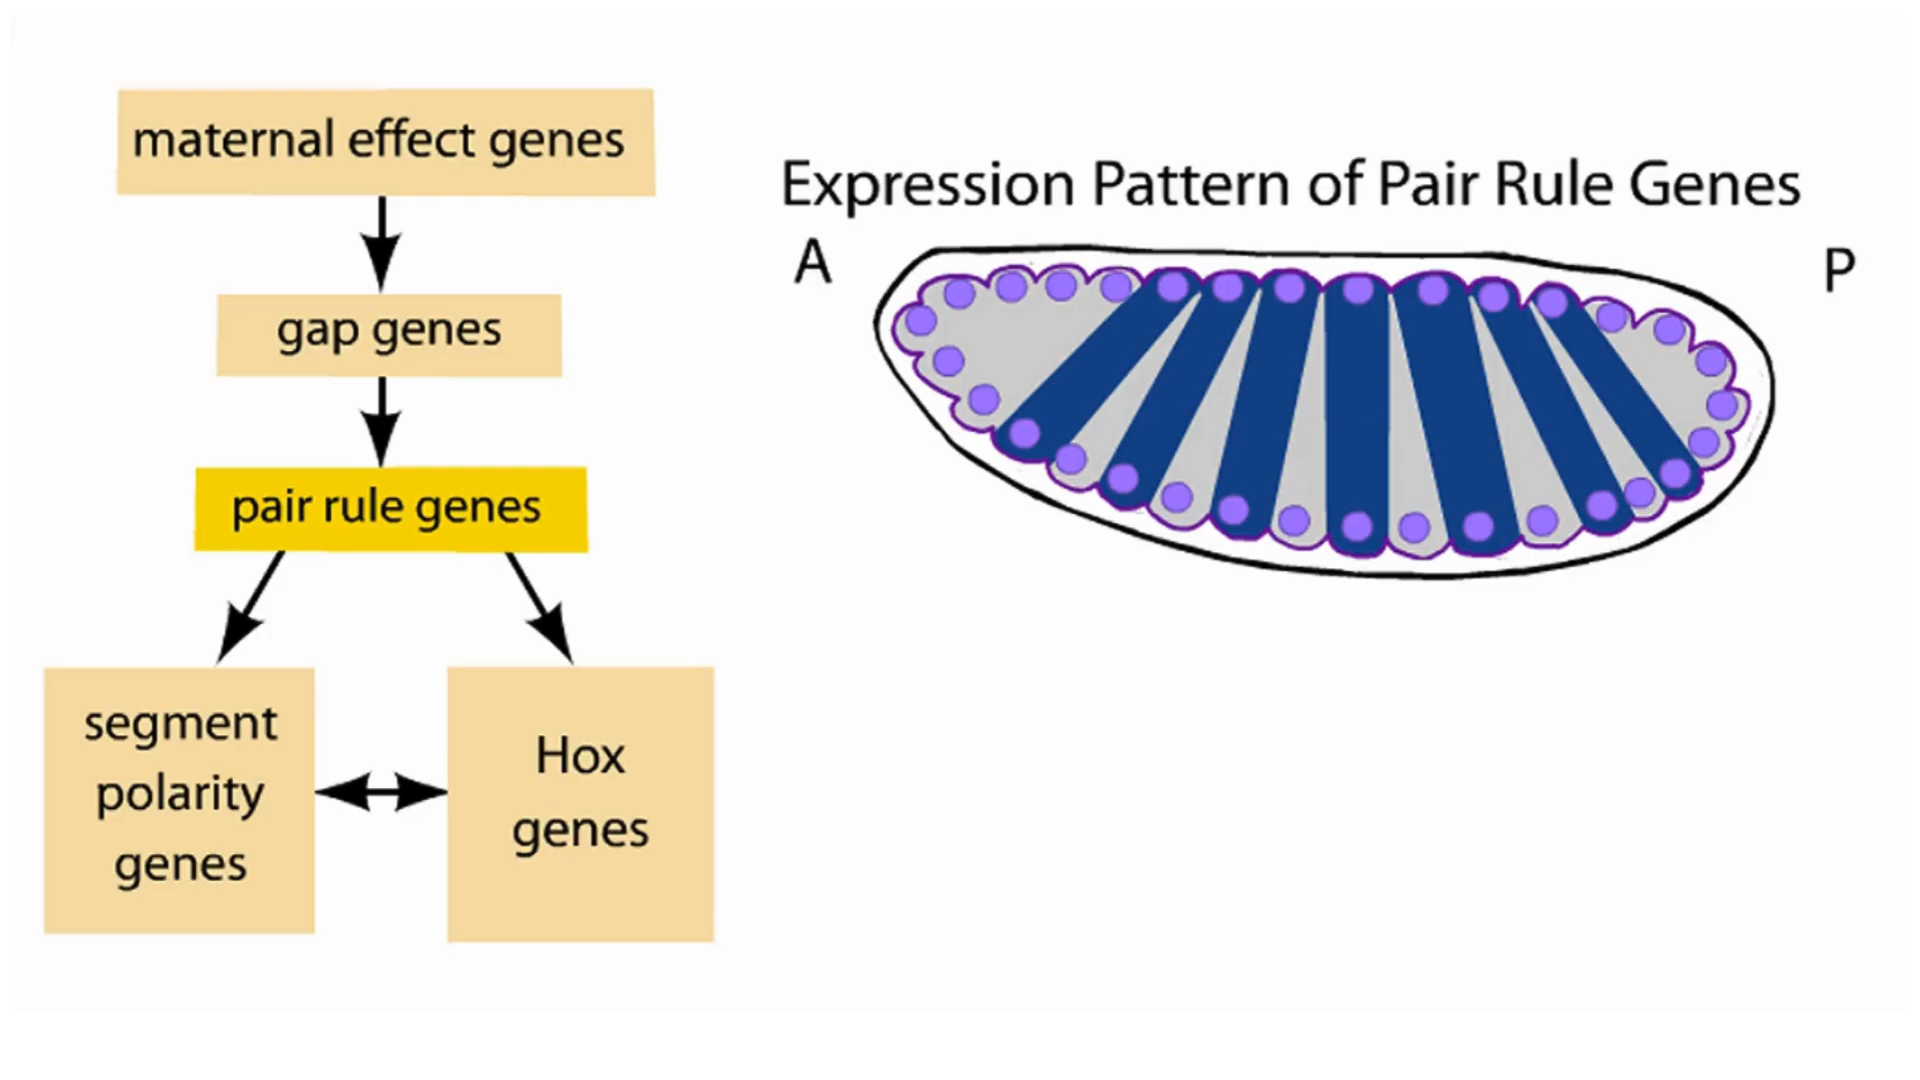 maternal effect genes
gap genes
pair rule genes
segment
polarity
genes
Hox
genes
Expression Pattern of Pair Rule Genes
A
P